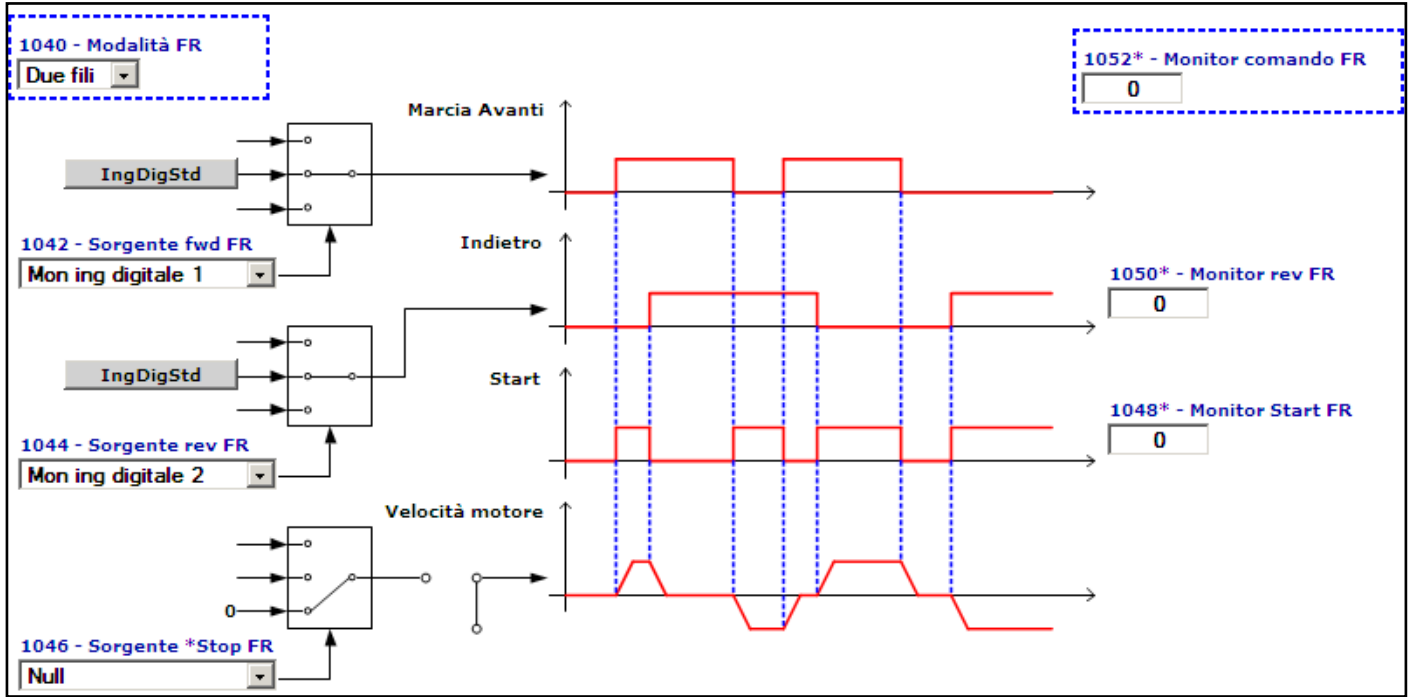 1040 - Modalità FR
Due fili
1052* - Monitor comando FR
0
Marcia Avanti
IngDigStd
1042 - Sorgente fwd FR
Mon ing digitale 1
Indietro
1050* - Monitor rev FR
0
IngDigStd
Start
1048* - Monitor Start FR
0
1044 - Sorgente rev FR
Mon ing digitale 2
Velocità motore
0
1046 - Sorgente *Stop FR
Null